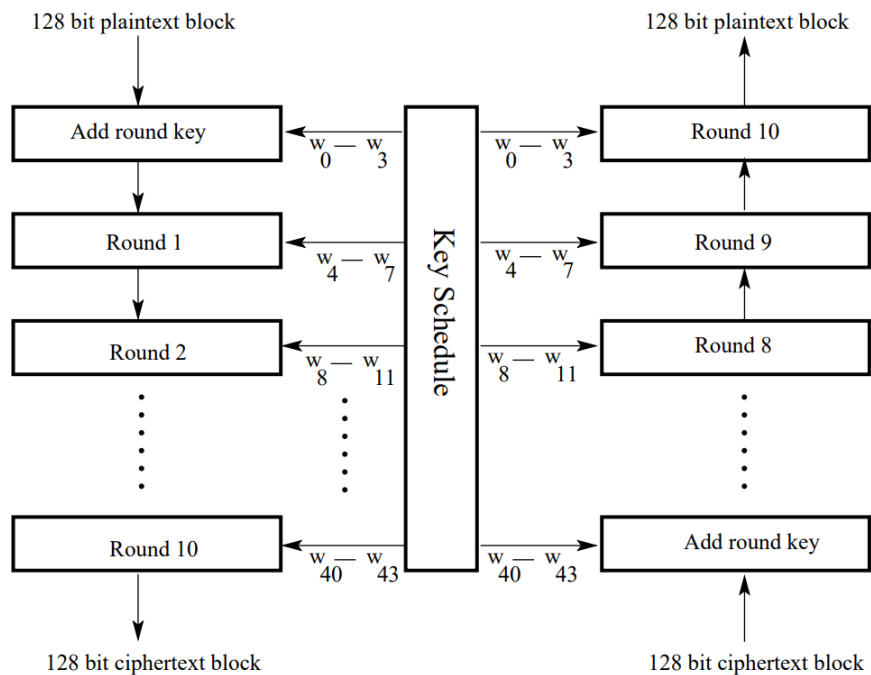 128 bit plaintext block
128 bit plaintext block
Add round key
w0 — w3
w0 — w3
Round 10
Round 1
w4 — w7
w4 — w7
Round 9
Key Schedule
Round 2
w8 — w11
w8 — w11
Round 8
Round 10
w40 — w43
w40 — w43
Add round key
128 bit ciphertext block
128 bit ciphertext block